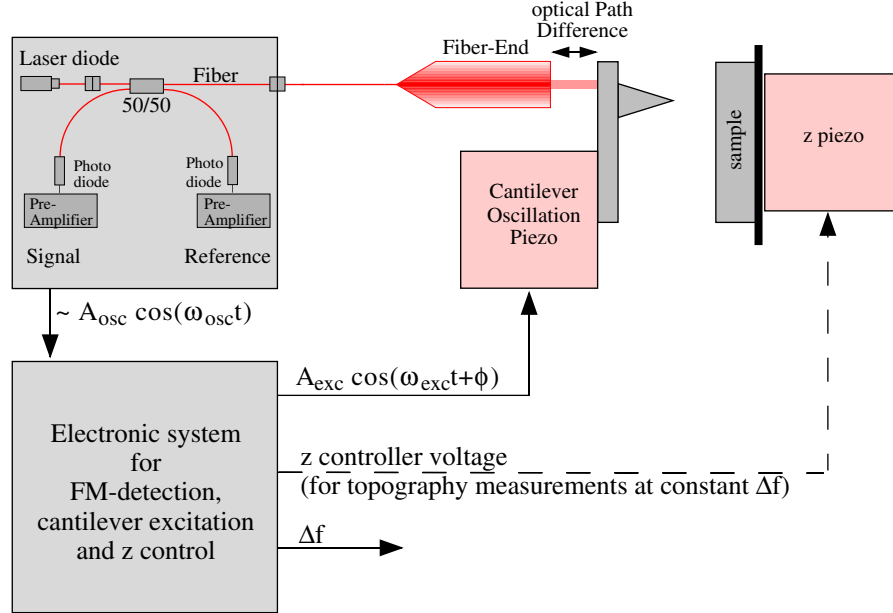 optical Path
Difference
Fiber-End
Laser diode
Fiber
50/50
Photo
diode
Photo
diode
Pre-
Amplifier
Pre-
Amplifier
Signal
Reference
Cantilever
Oscillation
Piezo
sample
z piezo
~ A_osc cos(ω_osc t)
A_exc cos(ω_exc t+ϕ)
Electronic system
for
FM-detection,
cantilever excitation
and z control
z controller voltage
(for topography measurements at constant Δf)
Δf